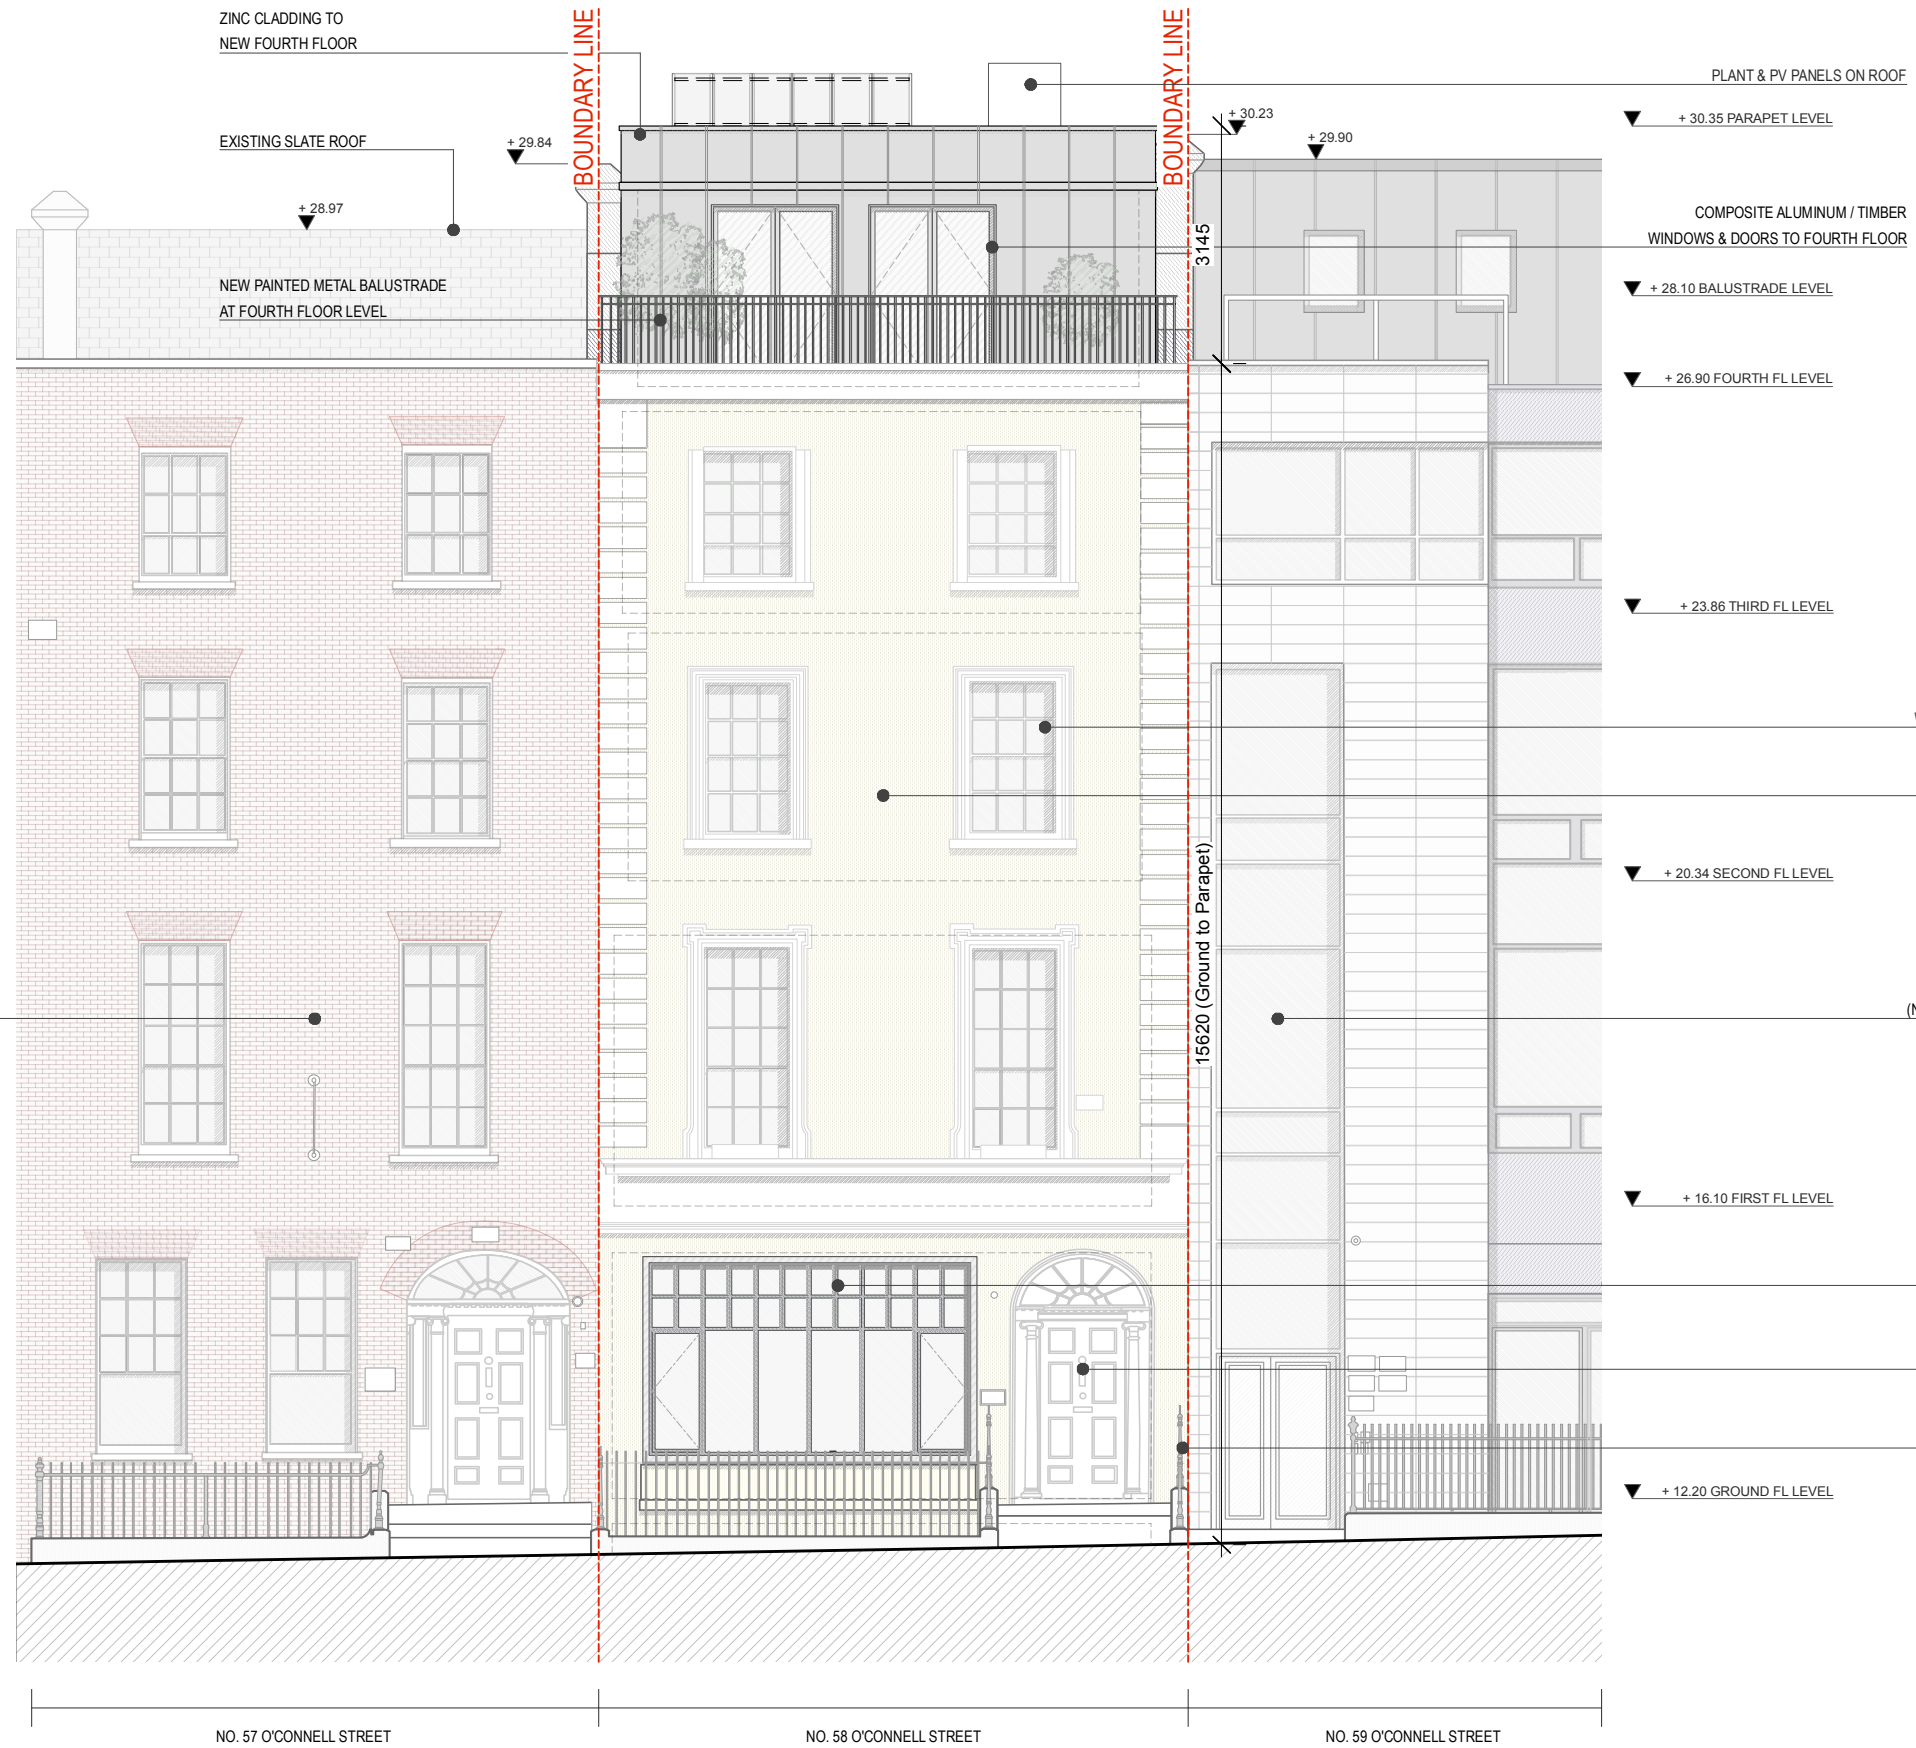 ZINC CLADDING TO
NEW FOURTH FLOOR
BOUNDARY LINE
BOUNDARY LINE
PLANT & PV PANELS ON ROOF
+ 30.23
+ 30.35 PARAPET LEVEL
EXISTING SLATE ROOF
+ 29.84
+ 29.90
+ 28.97
COMPOSITE ALUMINUM / TIMBER
WINDOWS & DOORS TO FOURTH FLOOR
3145
NEW PAINTED METAL BALUSTRADE
AT FOURTH FLOOR LEVEL
+ 28.10 BALUSTRADE LEVEL
+ 26.90 FOURTH FL LEVEL
+ 23.86 THIRD FL LEVEL
+ 20.34 SECOND FL LEVEL
15620 (Ground to Parapet)
+ 16.10 FIRST FL LEVEL
+ 12.20 GROUND FL LEVEL
NO. 57 O'CONNELL STREET
NO. 58 O'CONNELL STREET
NO. 59 O'CONNELL STREET